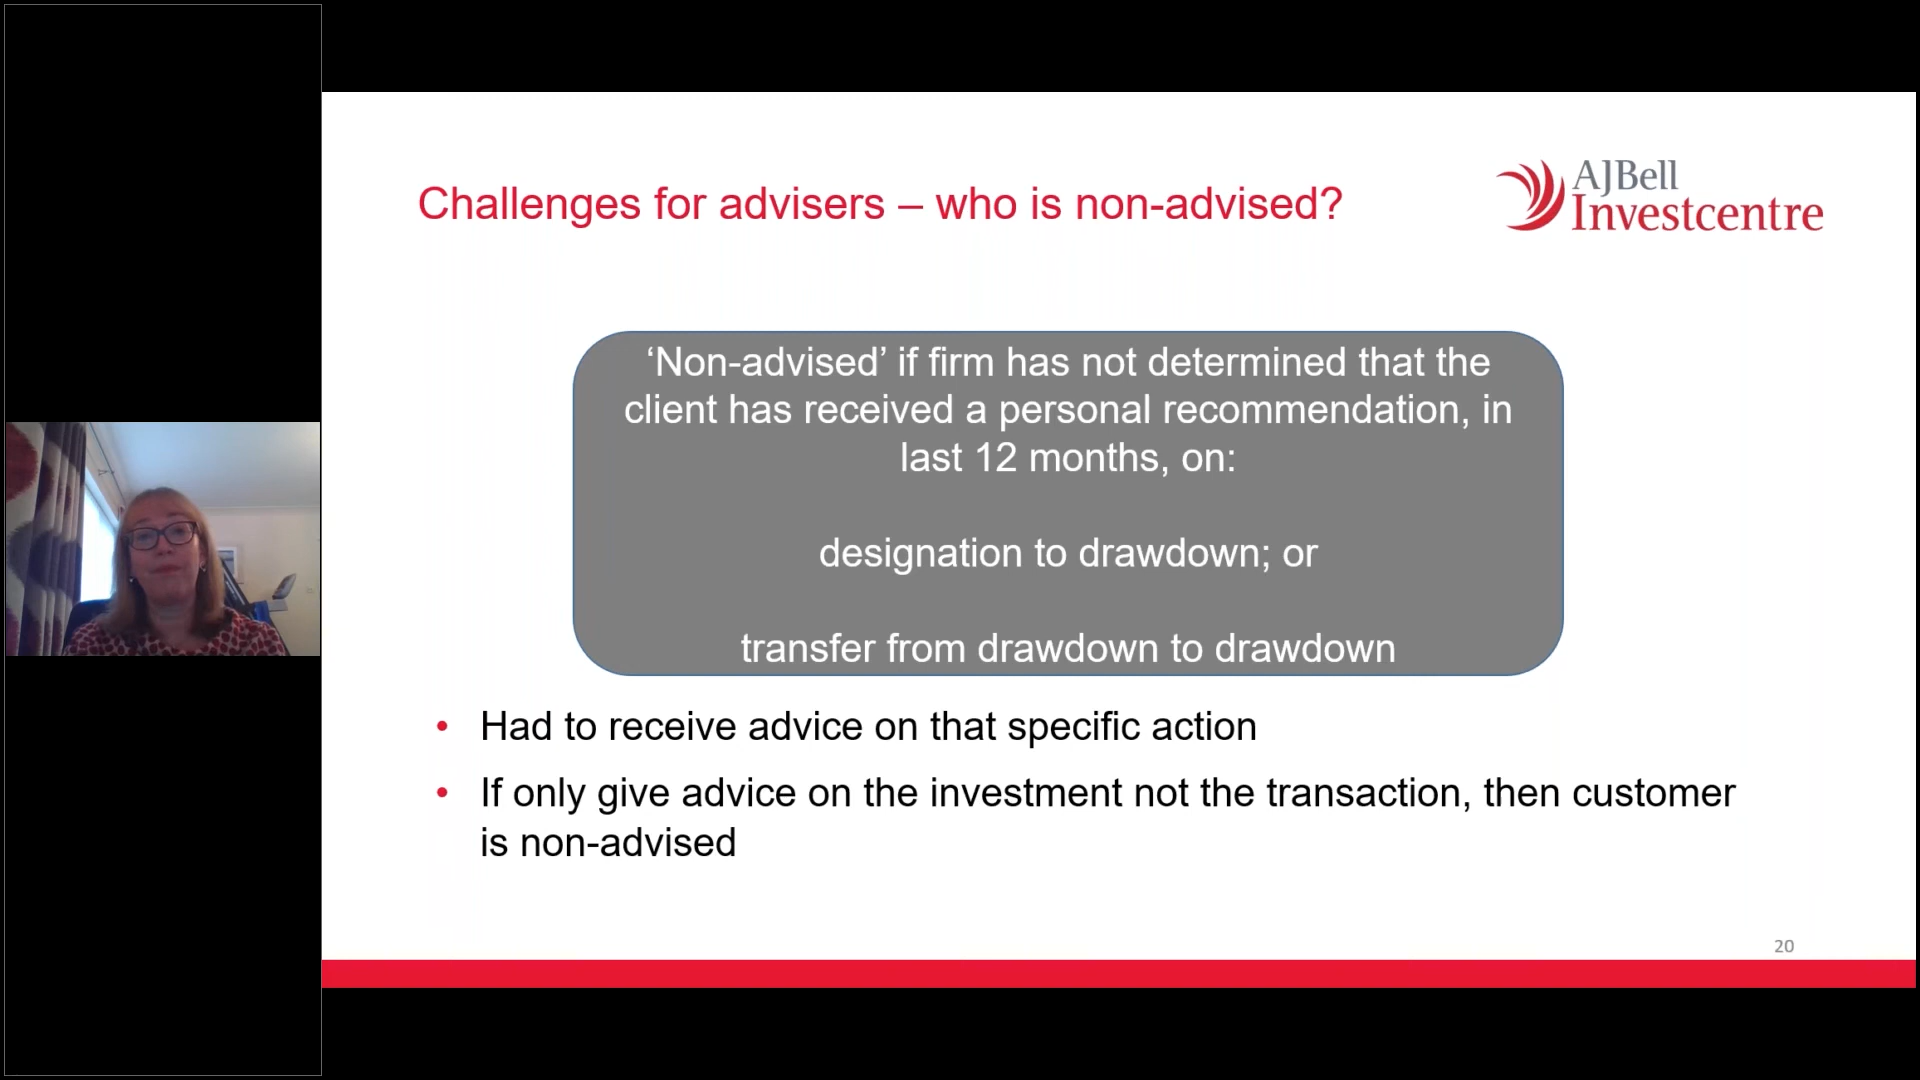 Challenges for advisers – who is non-advised?
AJBell
Investcentre
‘Non-advised’ if firm has not determined that the
client has received a personal recommendation, in
last 12 months, on:
designation to drawdown; or
transfer from drawdown to drawdown
• Had to receive advice on that specific action
• If only give advice on the investment not the transaction, then customer
is non-advised
20